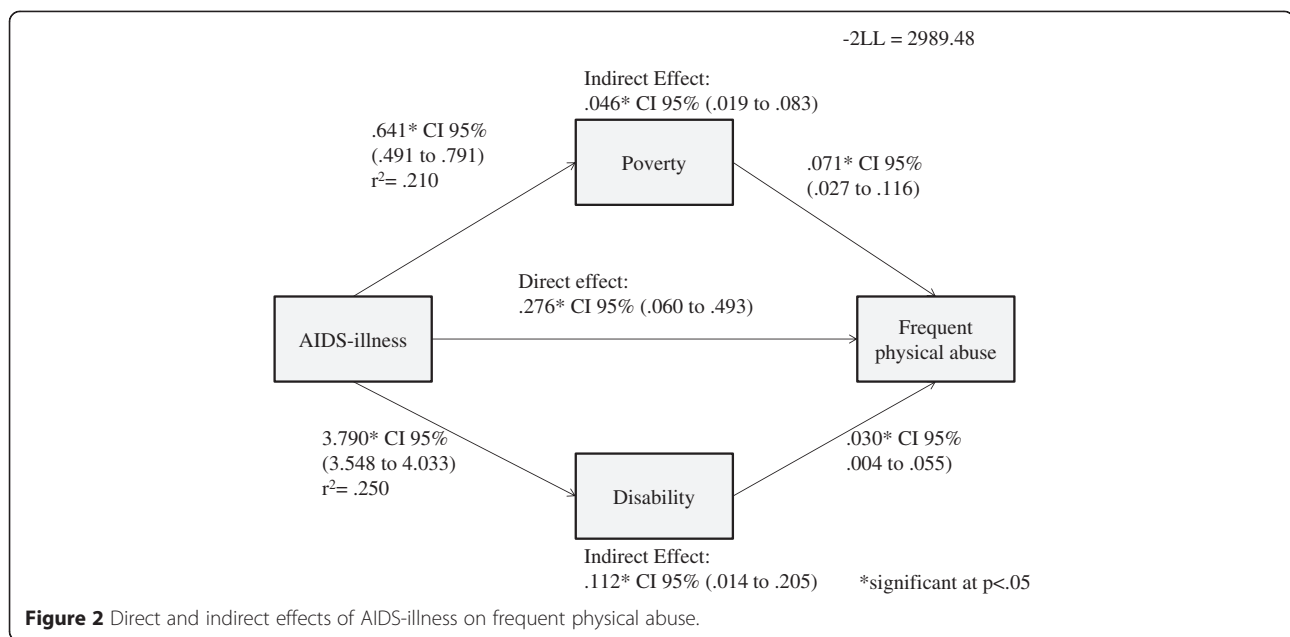 -2LL = 2989.48
Indirect Effect:
.046* CI 95% (.019 to .083)
.641* CI 95%
(.491 to .791)
r²= .210
Poverty
.071* CI 95%
(.027 to .116)
Direct effect:
.276* CI 95% (.060 to .493)
AIDS-illness
Frequent
physical abuse
3.790* CI 95%
(3.548 to 4.033)
r²= .250
Disability
.030* CI 95%
.004 to .055)
Indirect Effect:
.112* CI 95% (.014 to .205)
*significant at p<.05
Figure 2 Direct and indirect effects of AIDS-illness on frequent physical abuse.